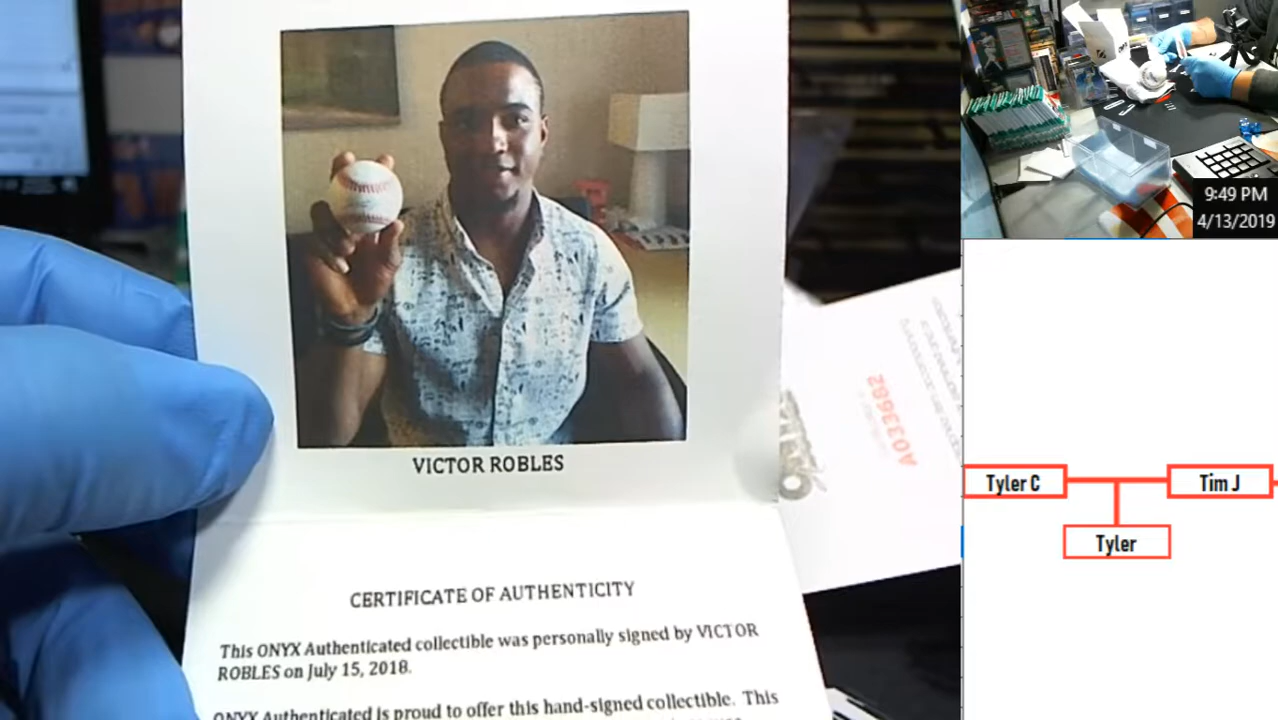 VICTOR ROBLES
CERTIFICATE OF AUTHENTICITY
This ONYX Authenticated collectible was personally signed by VICTOR
ROBLES on July 15, 2018.
ONYX Authenticated is proud to offer this hand-signed collectible. This
A033682
9:49 PM
4/13/2019
Tyler C
Tim J
Tyler